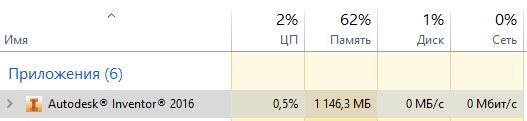 2% 62% 1% 0%
Имя ЦП Память Диск Сеть
Приложения (6)
Autodesk® Inventor® 2016 0,5% 1 146,3 МБ 0 МБ/с 0 Мбит/с